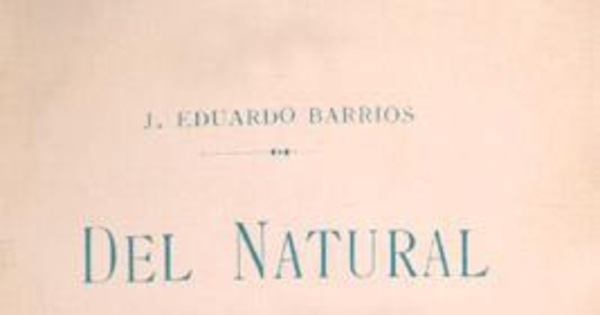 J. EDUARDO BARRIOS
DEL NATURAL